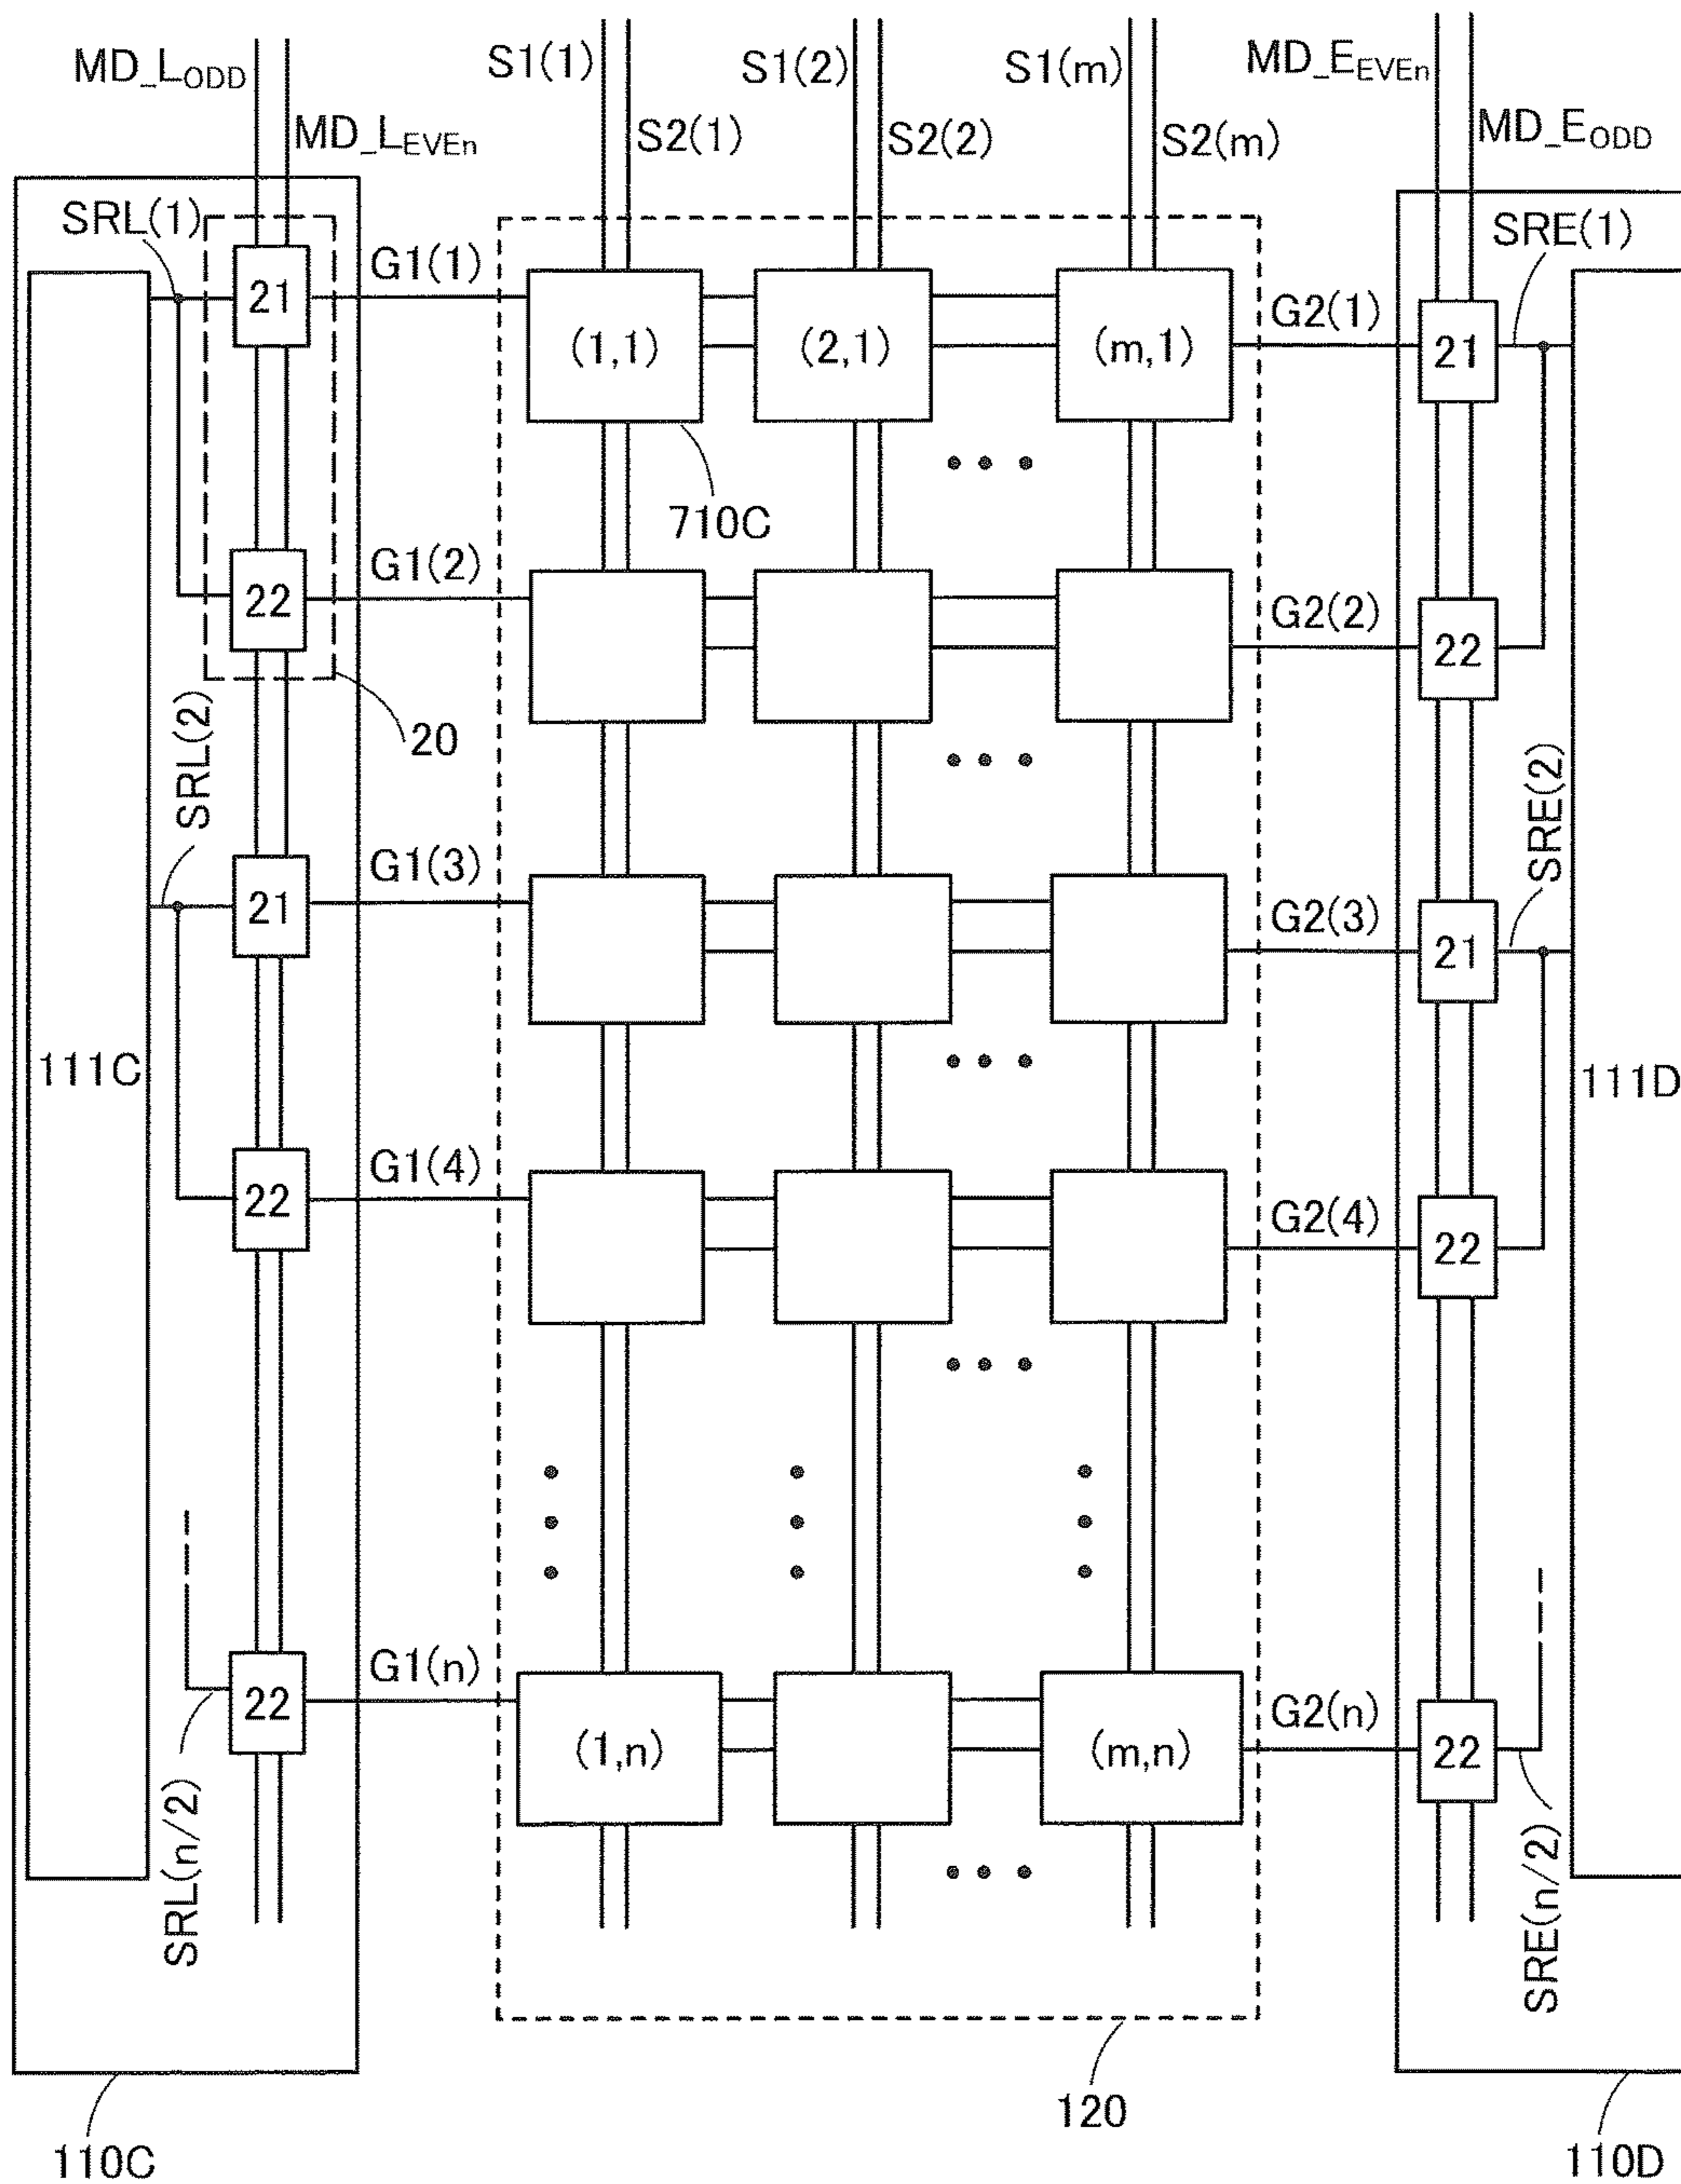 MD_LODD
MD_LEVEn
S1(1)
S2(1)
S1(2)
S2(2)
S1(m)
S2(m)
MD_EEVEn
MD_EODD
SRL(1)
21
G1(1)
(1,1)
(2,1)
(m,1)
G2(1)
21
SRE(1)
710C
22
G1(2)
G2(2)
22
20
SRL(2)
21
G1(3)
G2(3)
21
SRE(2)
111C
111D
22
G1(4)
G2(4)
22
22
G1(n)
(1,n)
(m,n)
G2(n)
22
SRL(n/2)
SRE(n/2)
110C
120
110D